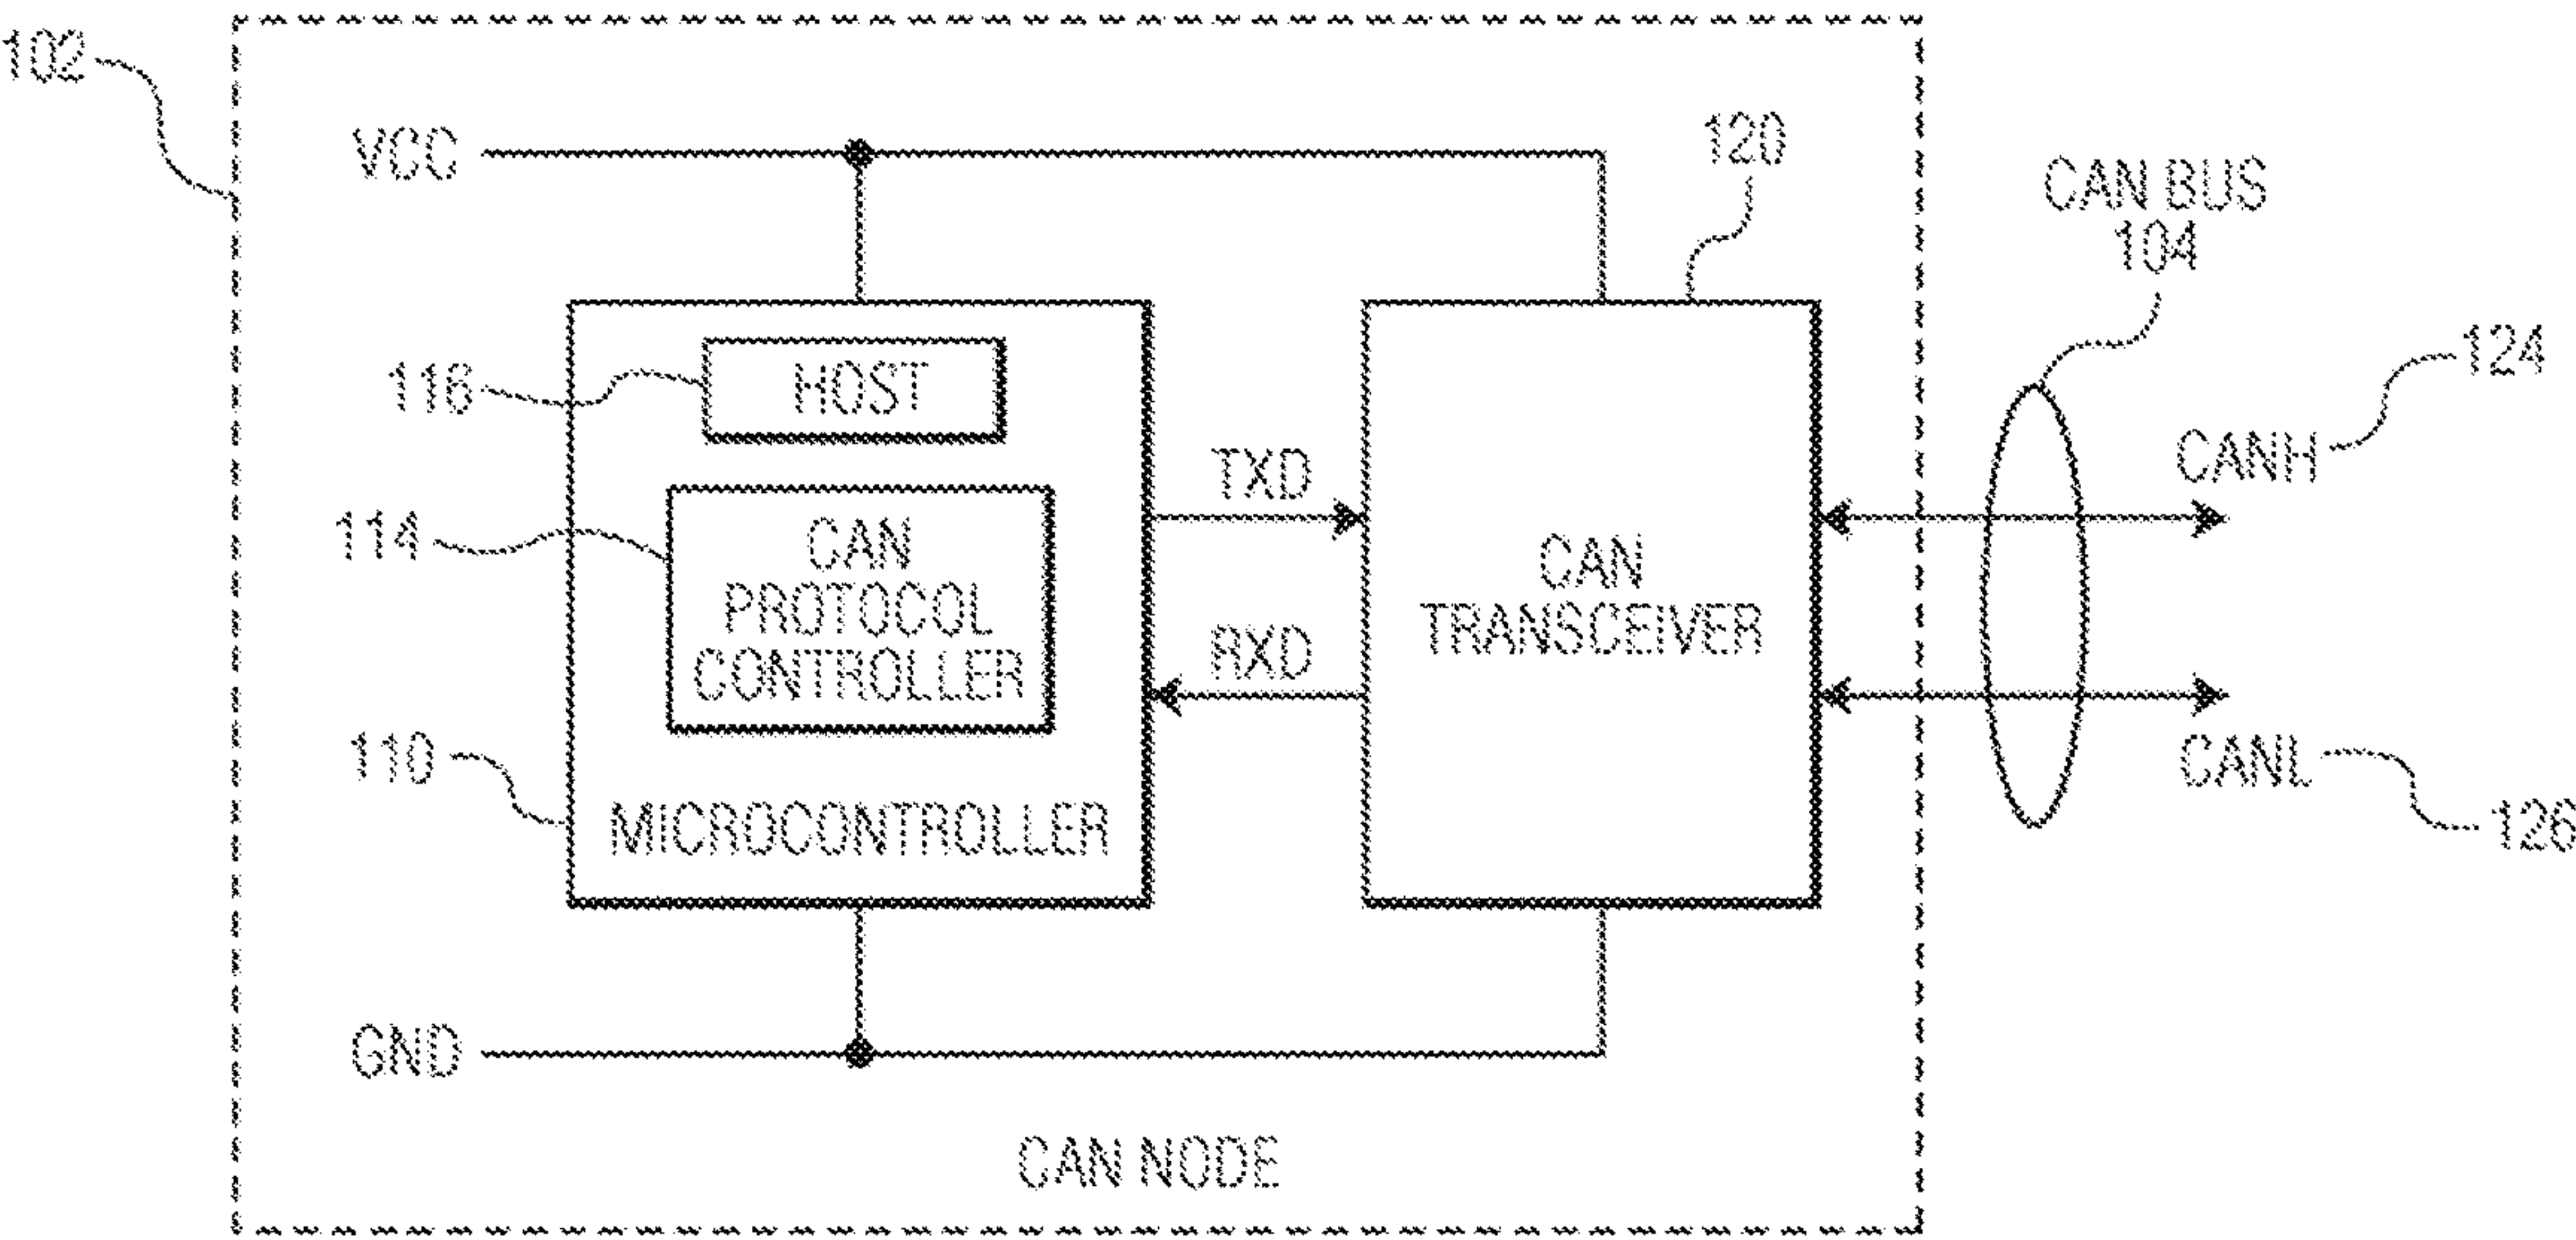 102
VCC
120
CAN BUS
104
124
116
HOST
CANH
TXD
114
CAN
PROTOCOL
CONTROLLER
CAN
TRANSCEIVER
RXD
110
CANL
MICROCONTROLLER
126
GND
CAN NODE